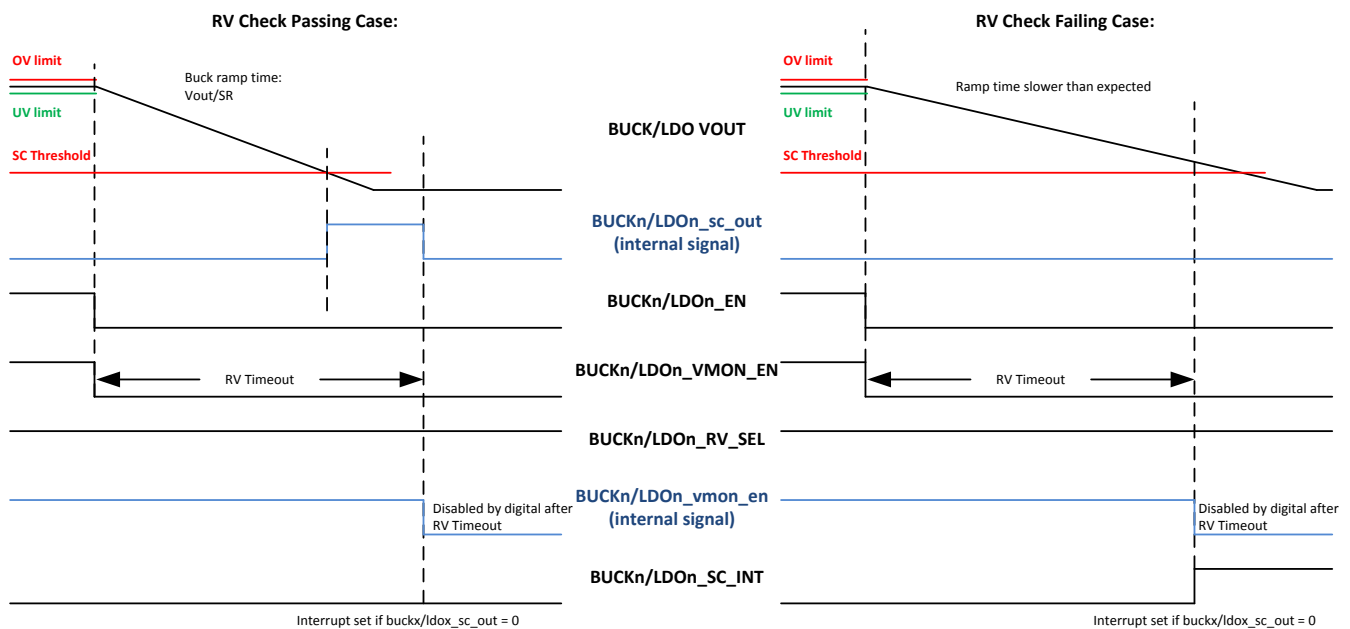 RV Check Passing Case:
RV Check Failing Case:
OV limit
Buck ramp time:
Vout/SR
UV limit
SC Threshold
BUCK/LDO VOUT
OV limit
Ramp time slower than expected
UV limit
SC Threshold
BUCKn/LDOn_sc_out
(internal signal)
BUCKn/LDOn_EN
RV Timeout
BUCKn/LDOn_VMON_EN
RV Timeout
BUCKn/LDOn_RV_SEL
Disabled by digital after
RV Timeout
BUCKn/LDOn_vmon_en
(internal signal)
Disabled by digital after
RV Timeout
BUCKn/LDOn_SC_INT
Interrupt set if buckx/ldox_sc_out = 0
Interrupt set if buckx/ldox_sc_out = 0